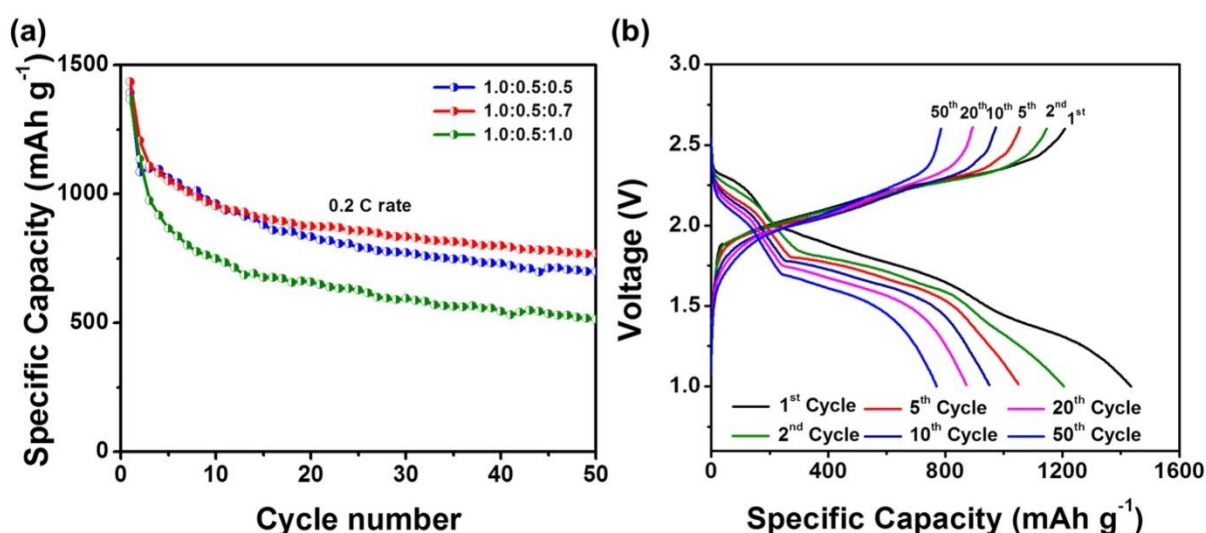 (a)
Specific Capacity (mAh g⁻¹)
1500
1000
500
0
1.0:0.5:0.5
1.0:0.5:0.7
1.0:0.5:1.0
0.2 C rate
0 10 20 30 40 50
Cycle number
(b)
Voltage (V)
3.0
2.5
2.0
1.5
1.0
50th 20th 10th 5th 2nd 1st
1st Cycle 5th Cycle 20th Cycle
2nd Cycle 10th Cycle 50th Cycle
0 400 800 1200 1600
Specific Capacity (mAh g⁻¹)